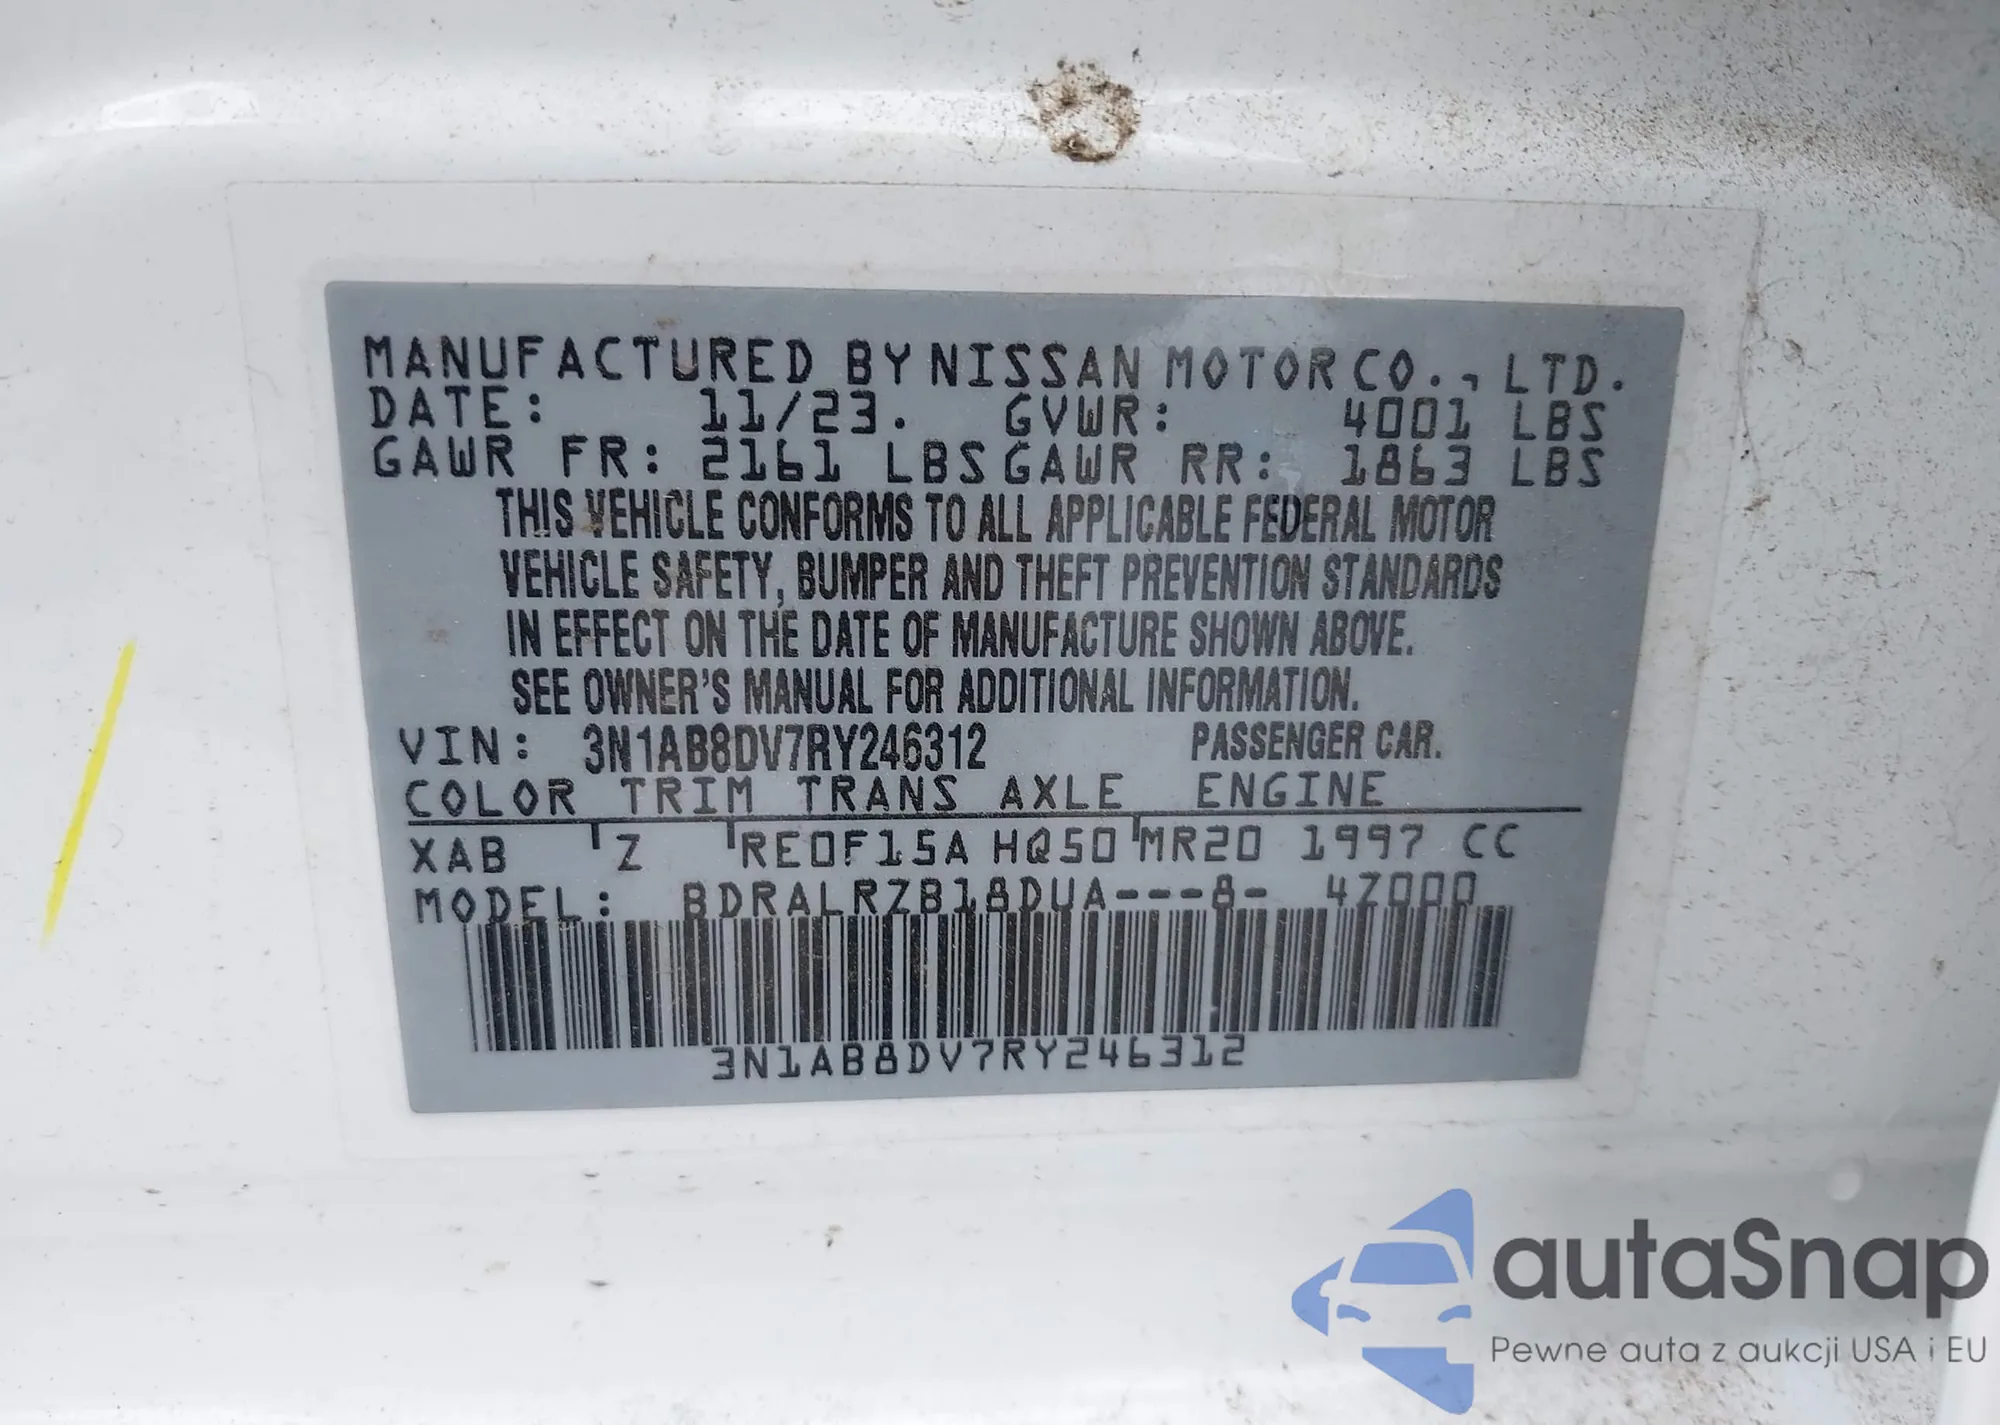 MANUFACTURED BY NISSAN MOTOR CO., LTD.
DATE: 11/23. GVWR: 4001 LBS
GAWR FR: 2161 LBS GAWR RR: 1863 LBS
THIS VEHICLE CONFORMS TO ALL APPLICABLE FEDERAL MOTOR
VEHICLE SAFETY, BUMPER AND THEFT PREVENTION STANDARDS
IN EFFECT ON THE DATE OF MANUFACTURE SHOWN ABOVE.
SEE OWNER'S MANUAL FOR ADDITIONAL INFORMATION.
VIN: 3N1AB8DV7RY246312 PASSENGER CAR.
COLOR TRIM TRANS AXLE ENGINE
XAB Z RE0F15A HQ50 MR20 1997 CC
MODEL: BDRALRZB18DUA---8- 4Z000
3N1AB8DV7RY246312
autaSnap
Pewne auta z aukcji USA i EU